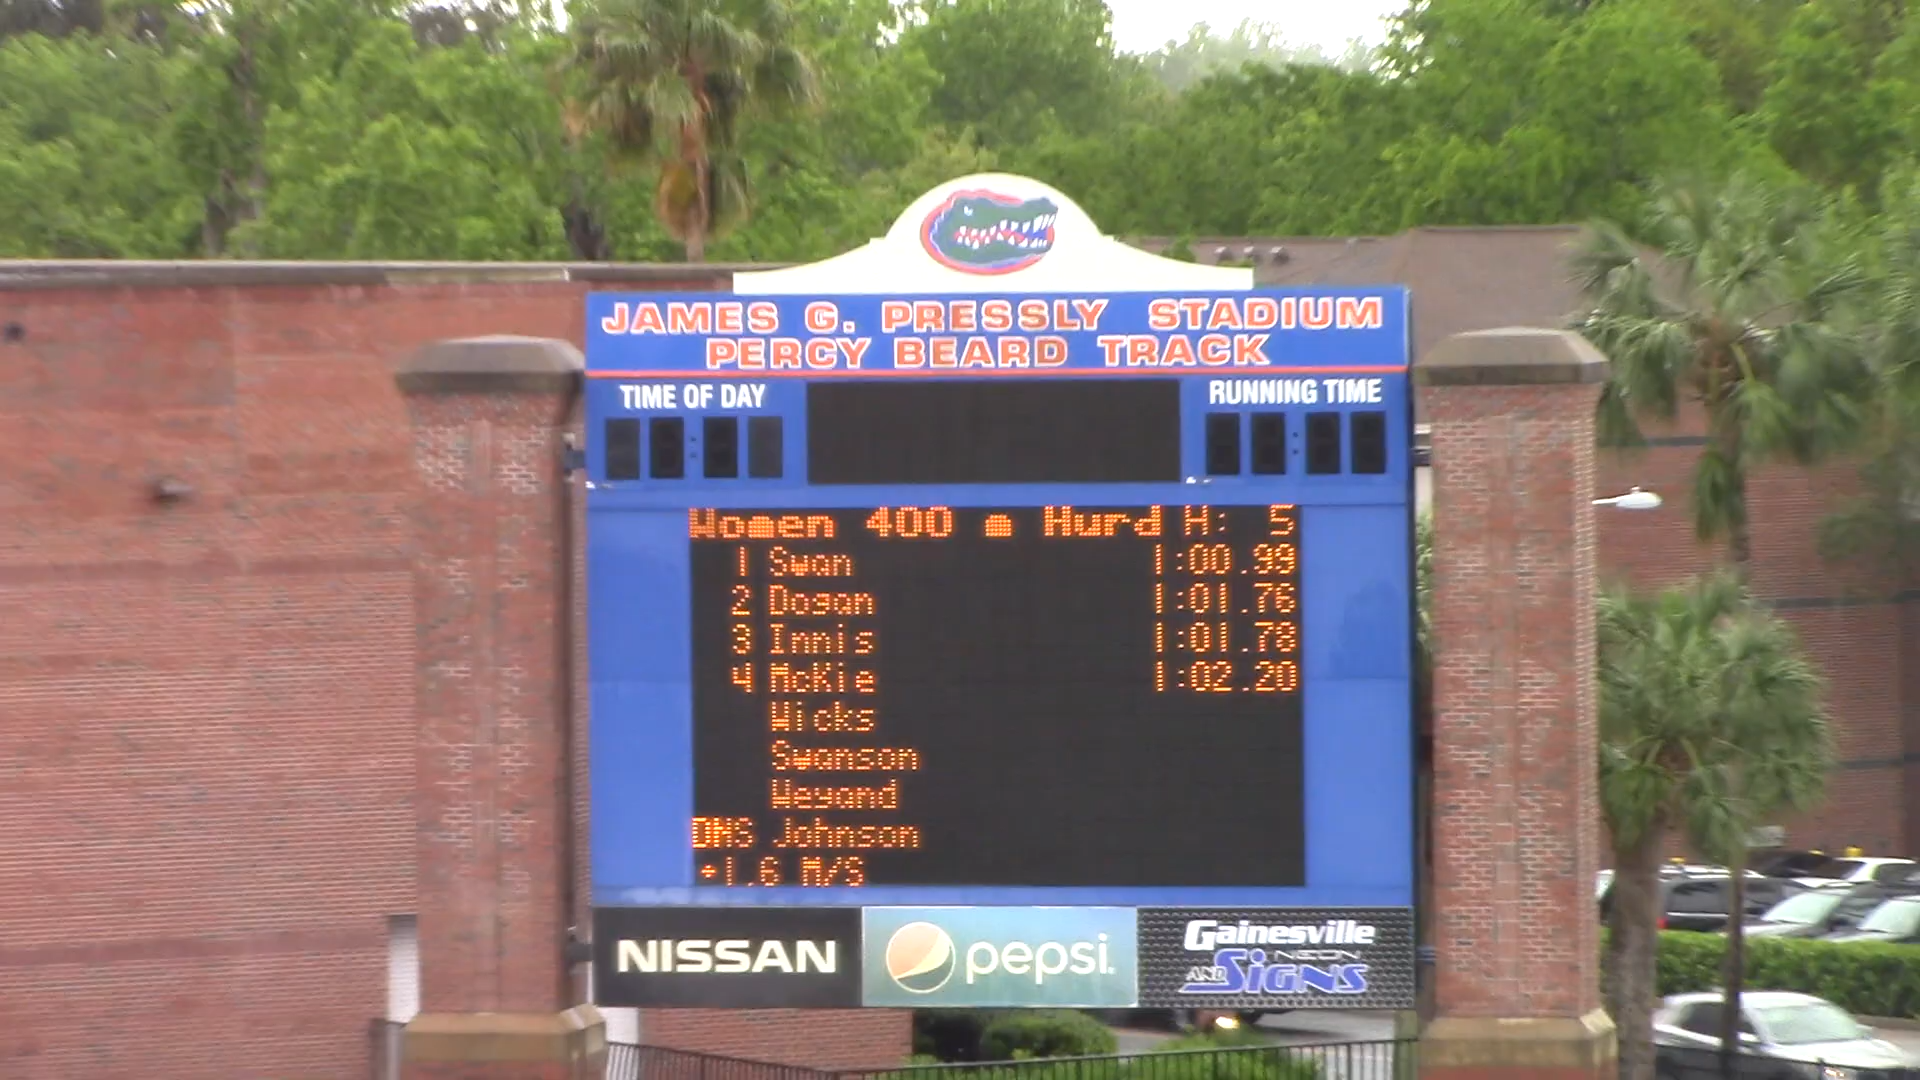 JAMES G. PRESSLY STADIUM
PERCY BEARD TRACK
TIME OF DAY
RUNNING TIME
Women 400 m Hurd H: 5
1 Swan 1:00.99
2 Dogan 1:01.76
3 Innis 1:01.78
4 McKie 1:02.20
Wicks
Swanson
Weyand
DNS Johnson
+1.6 M/S
NISSAN
pepsi.
Gainesville
NEON
AND SIGNS